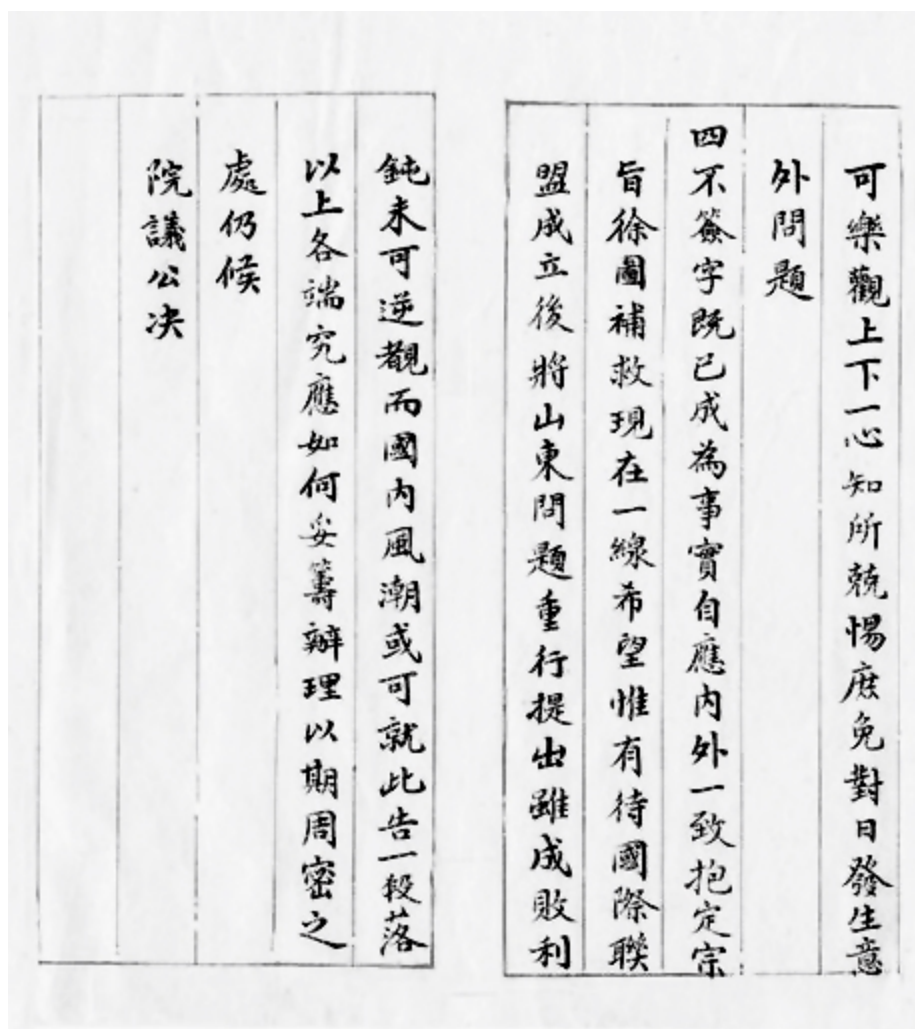 可樂觀上下一心知所兢惕庶免對日發生意
外問題
四不簽字既已成為事實自應内外一致抱定宗
旨徐圖補救現在一線希望惟有待國際聯
盟成立後將山東問題重行提出雖成敗利
鈍未可逆覩而國内風潮或可就此告一段落
以上各端究應如何妥籌辦理以期周密之
處仍候
院議公决